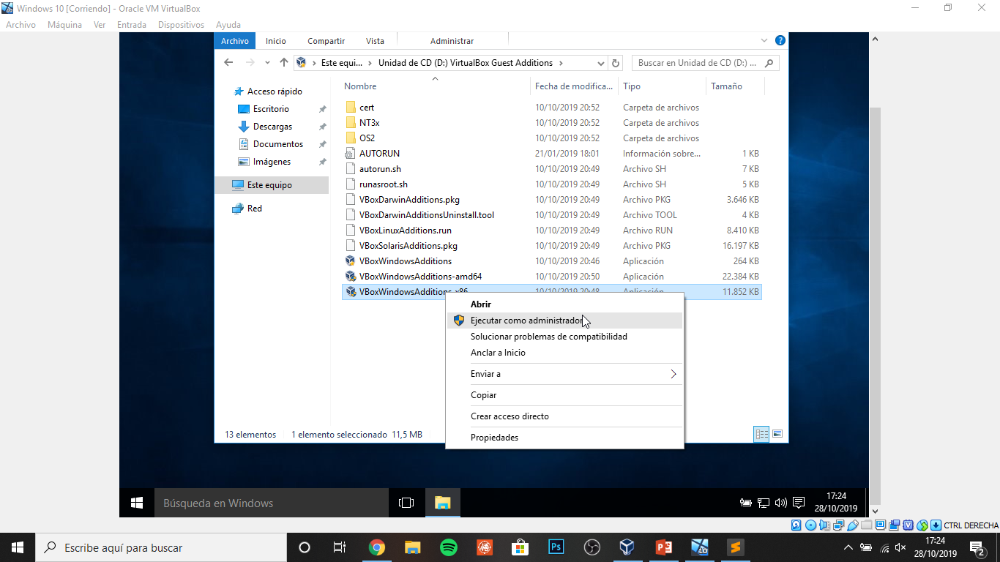 Windows 10 [Corriendo] - Oracle VM VirtualBox
Archivo Máquina Ver Entrada Dispositivos Ayuda
Archivo Inicio Compartir Vista Administrar
Este equi... Unidad de CD (D:) VirtualBox Guest Additions Buscar en Unidad de CD (D:) ...
Nombre Fecha de modifica... Tipo Tamaño
Acceso rápido
Escritorio
Descargas
Documentos
Imágenes
Este equipo
Red
cert 10/10/2019 20:52 Carpeta de archivos
NT3x 10/10/2019 20:52 Carpeta de archivos
OS2 10/10/2019 20:52 Carpeta de archivos
AUTORUN 21/01/2019 18:01 Información sobre... 1 KB
autorun.sh 10/10/2019 20:49 Archivo SH 7 KB
runasroot.sh 10/10/2019 20:49 Archivo SH 5 KB
VBoxDarwinAdditions.pkg 10/10/2019 20:49 Archivo PKG 3.646 KB
VBoxDarwinAdditionsUninstall.tool 10/10/2019 20:49 Archivo TOOL 4 KB
VBoxLinuxAdditions.run 10/10/2019 20:49 Archivo RUN 8.410 KB
VBoxSolarisAdditions.pkg 10/10/2019 20:49 Archivo PKG 16.197 KB
VBoxWindowsAdditions 10/10/2019 20:46 Aplicación 264 KB
VBoxWindowsAdditions-amd64 10/10/2019 20:50 Aplicación 22.384 KB
VBoxWindowsAdditions-x86 10/10/2019 20:48 Aplicación 11.852 KB
Abrir
Ejecutar como administrador
Solucionar problemas de compatibilidad
Anclar a Inicio
Enviar a
Copiar
Crear acceso directo
Propiedades
13 elementos 1 elemento seleccionado 11,5 MB
Búsqueda en Windows
17:24
28/10/2019
CTRL DERECHA
Escribe aquí para buscar
Ps
10
17:24
28/10/2019
2